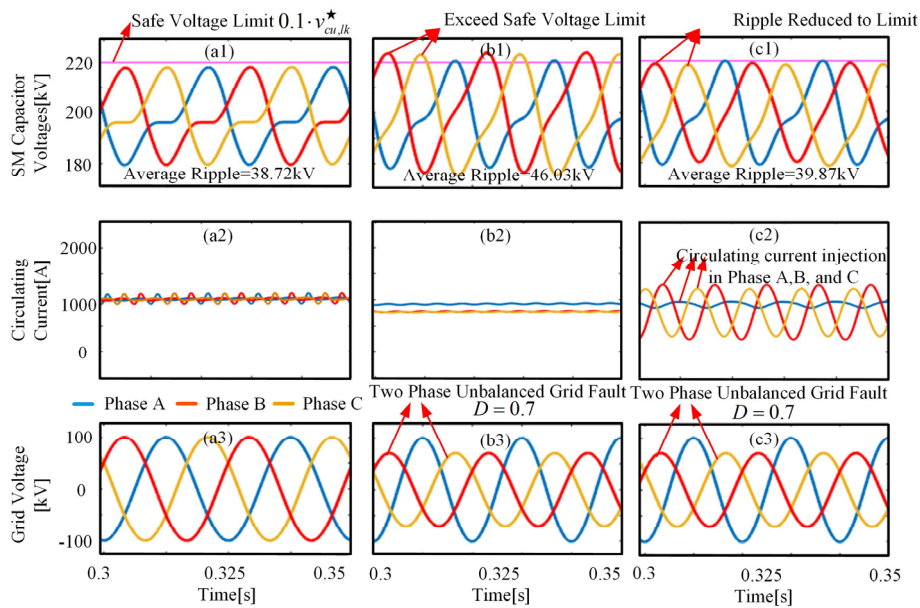 Safe Voltage Limit 0.1·v★cu,lk
Exceed Safe Voltage Limit
Ripple Reduced to Limit
(a1)
(b1)
(c1)
SM Capacitor
Voltages[kV]
220
200
180
Average Ripple=38.72kV
Average Ripple=46.03kV
Average Ripple=39.87kV
(a2)
(b2)
(c2)
Circulating
Current[A]
2000
1000
0
Circulating current injection
in Phase A,B, and C
Phase A Phase B Phase C
Two Phase Unbalanced Grid Fault
D = 0.7
Two Phase Unbalanced Grid Fault
D = 0.7
(a3)
(b3)
(c3)
Grid Voltage
[kV]
100
0
-100
0.3 0.325 0.35
0.3 0.325 0.35
0.3 0.325 0.35
Time[s]
Time[s]
Time[s]